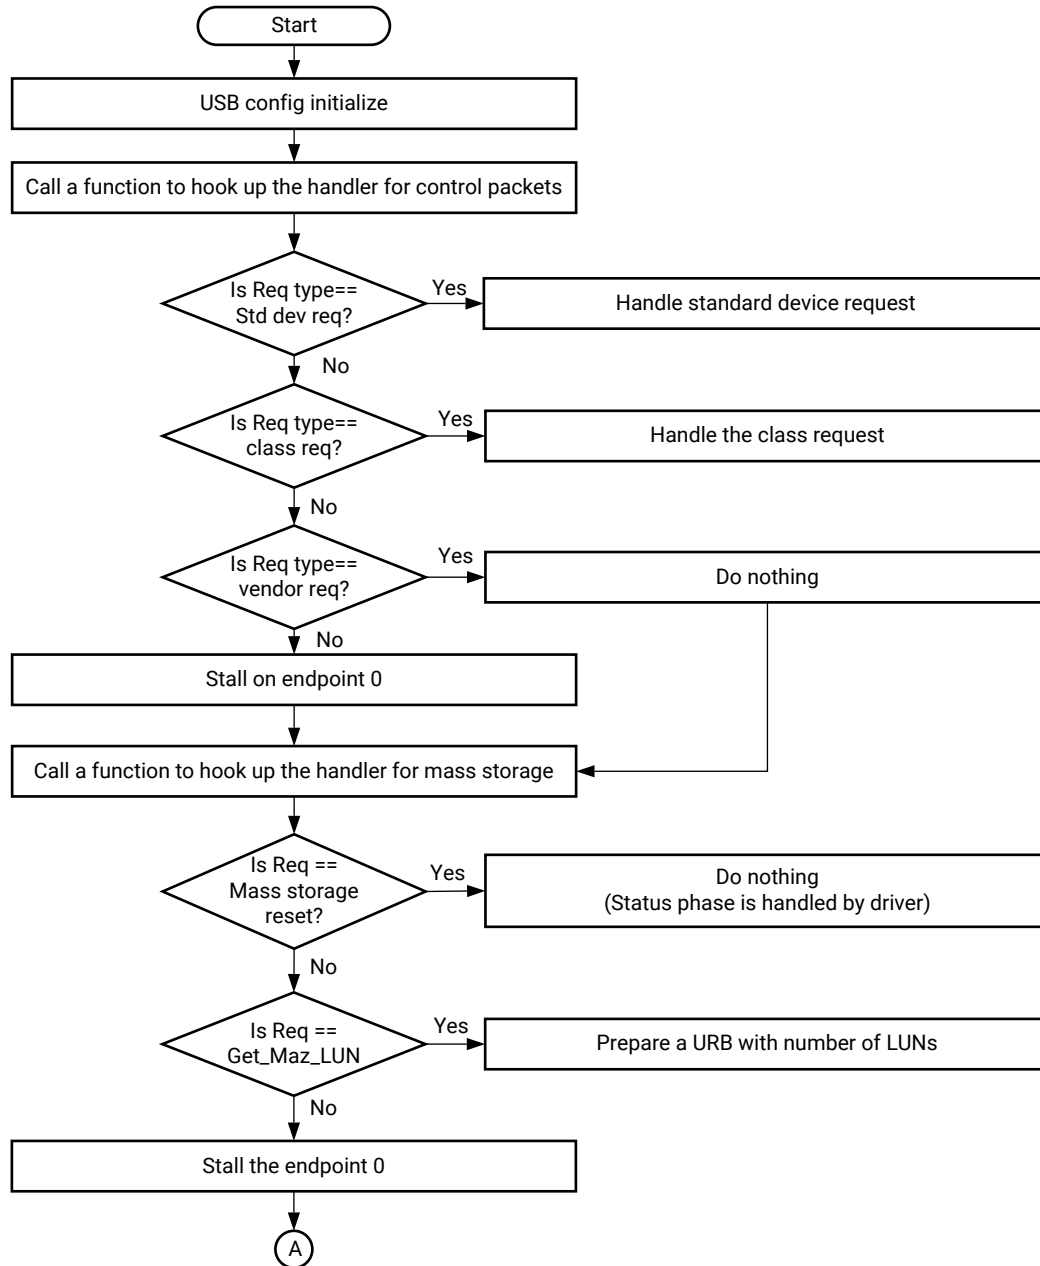 Start
USB config initialize
Call a function to hook up the handler for control packets
Is Req type==
Std dev req?
Yes
Handle standard device request
No
Is Req type==
class req?
Yes
Handle the class request
No
Is Req type==
vendor req?
Yes
Do nothing
No
Stall on endpoint 0
Call a function to hook up the handler for mass storage
Is Req ==
Mass storage
reset?
Yes
Do nothing
(Status phase is handled by driver)
No
Is Req ==
Get_Maz_LUN
Yes
Prepare a URB with number of LUNs
No
Stall the endpoint 0
A